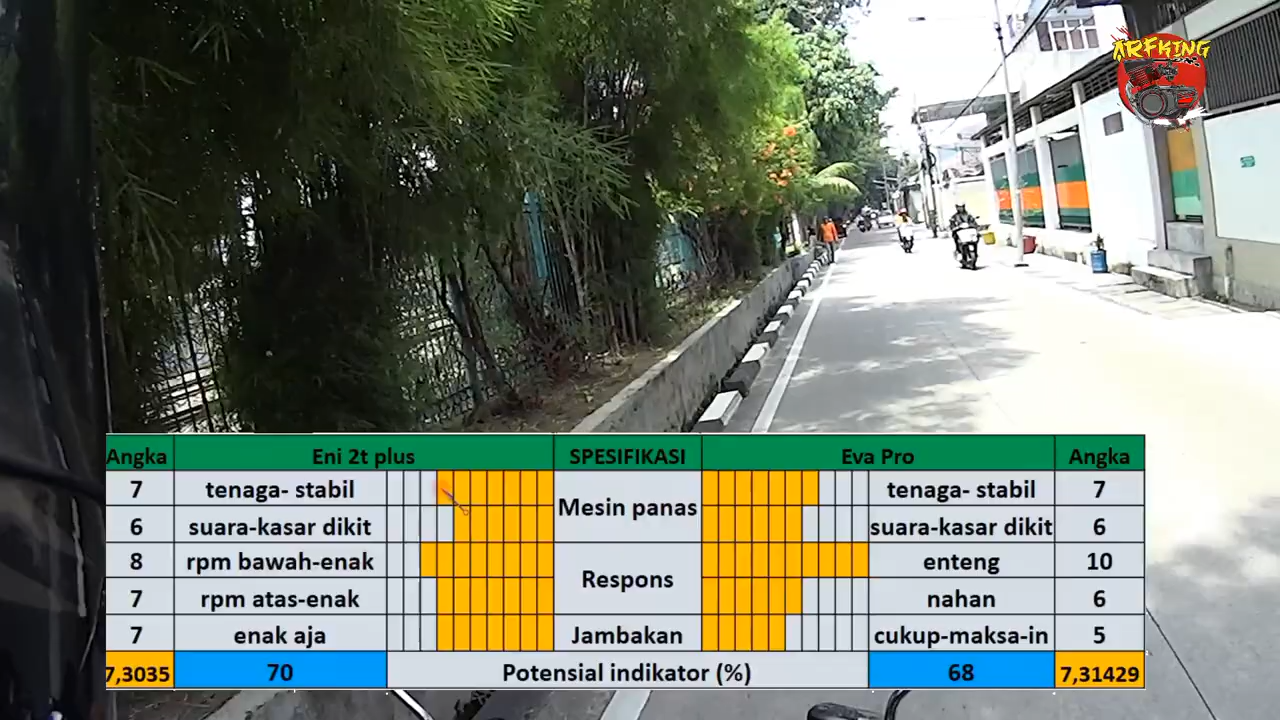 ARFKING
Angka Eni 2t plus SPESIFIKASI Eva Pro Angka
7 tenaga- stabil Mesin panas tenaga- stabil 7
6 suara-kasar dikit suara-kasar dikit 6
8 rpm bawah-enak Respons enteng 10
7 rpm atas-enak nahan 6
7 enak aja Jambakan cukup-maksa-in 5
7,3035 70 Potensial indikator (%) 68 7,31429